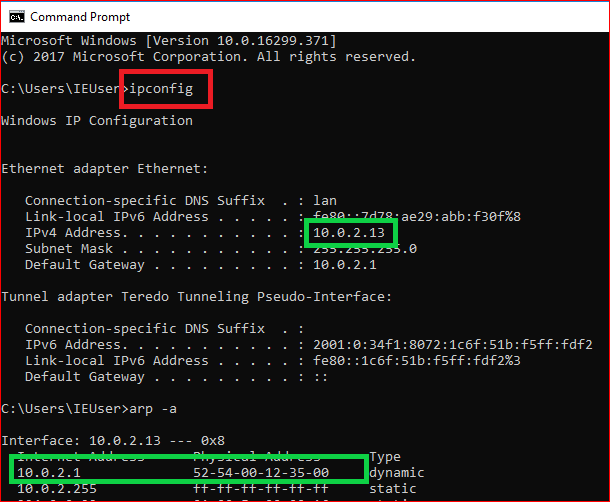 Command Prompt
Microsoft Windows [Version 10.0.16299.371]
(c) 2017 Microsoft Corporation. All rights reserved.
C:\Users\IEUser>ipconfig
Windows IP Configuration
Ethernet adapter Ethernet:
Connection-specific DNS Suffix . : lan
Link-local IPv6 Address . . . . . : fe80::7d78:ae29:abb:f30f%8
IPv4 Address. . . . . . . . . . . : 10.0.2.13
Subnet Mask . . . . . . . . . . . : 255.255.255.0
Default Gateway . . . . . . . . . : 10.0.2.1
Tunnel adapter Teredo Tunneling Pseudo-Interface:
Connection-specific DNS Suffix . :
IPv6 Address. . . . . . . . . . . : 2001:0:34f1:8072:1c6f:51b:f5ff:fdf2
Link-local IPv6 Address . . . . . : fe80::1c6f:51b:f5ff:fdf2%3
Default Gateway . . . . . . . . . : ::
C:\Users\IEUser>arp -a
Interface: 10.0.2.13 --- 0x8
Internet Address Physical Address Type
10.0.2.1 52-54-00-12-35-00 dynamic
10.0.2.255 ff-ff-ff-ff-ff-ff static